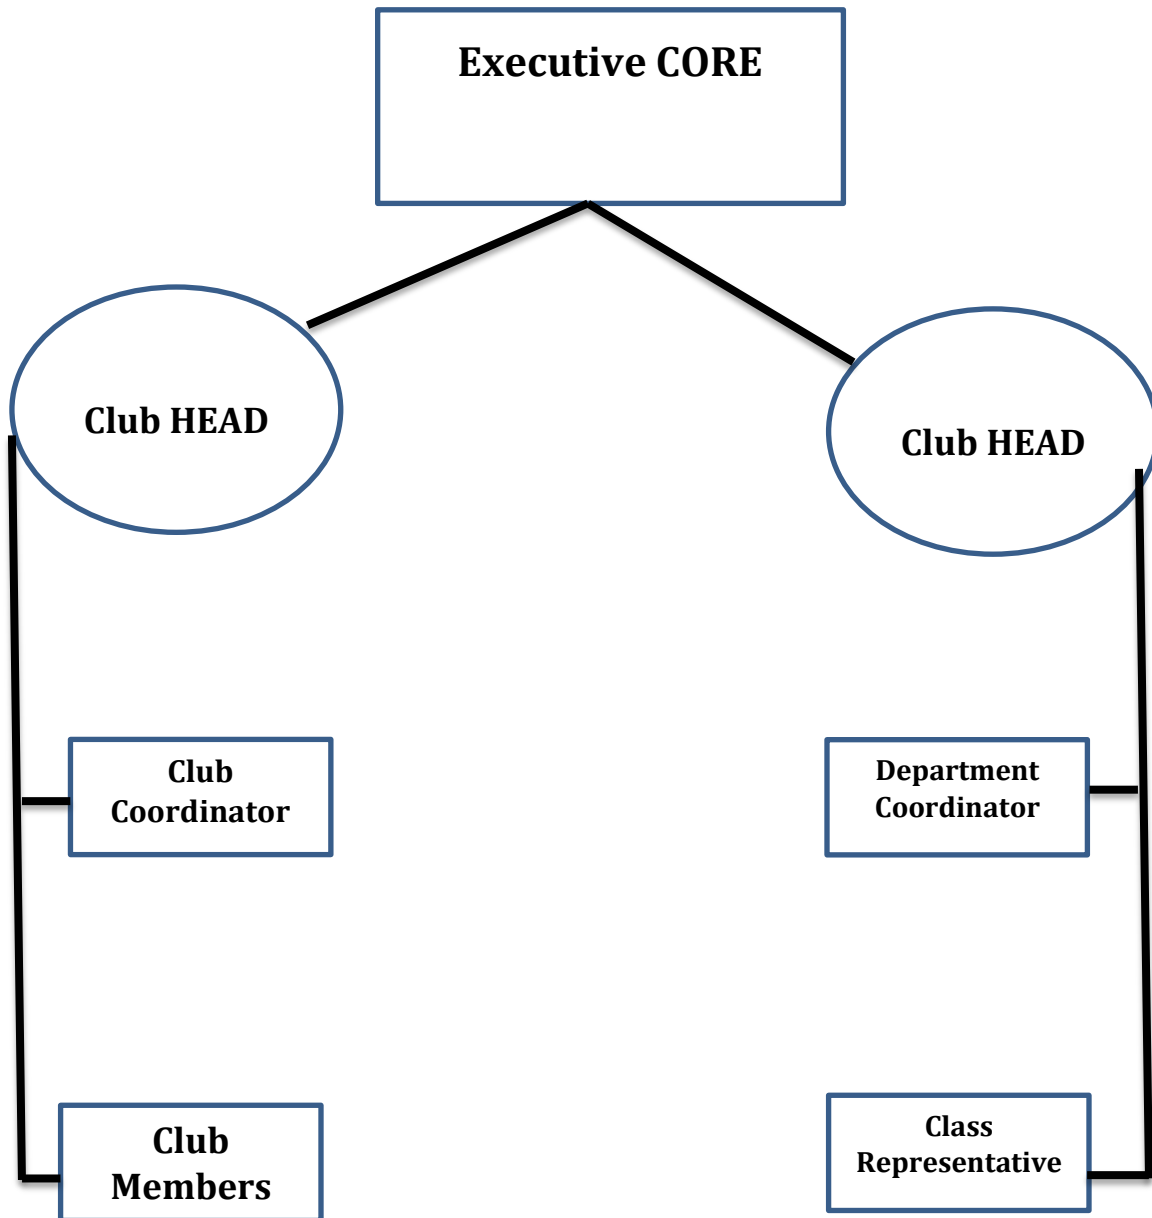 Executive CORE
Club HEAD
Club HEAD
Club
Coordinator
Department
Coordinator
Club
Members
Class
Representative